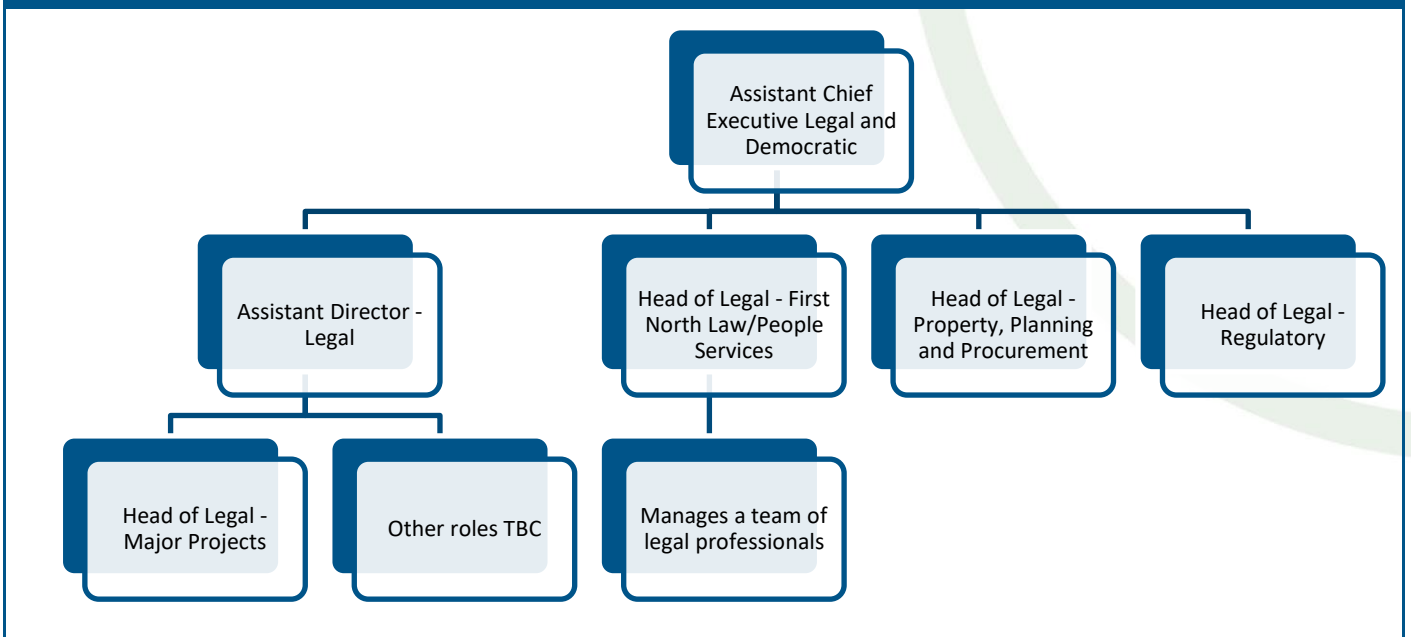 Assistant Chief
Executive Legal and
Democratic
Assistant Director -
Legal
Head of Legal - First
North Law/People
Services
Head of Legal -
Property, Planning
and Procurement
Head of Legal -
Regulatory
Head of Legal -
Major Projects
Other roles TBC
Manages a team of
legal professionals